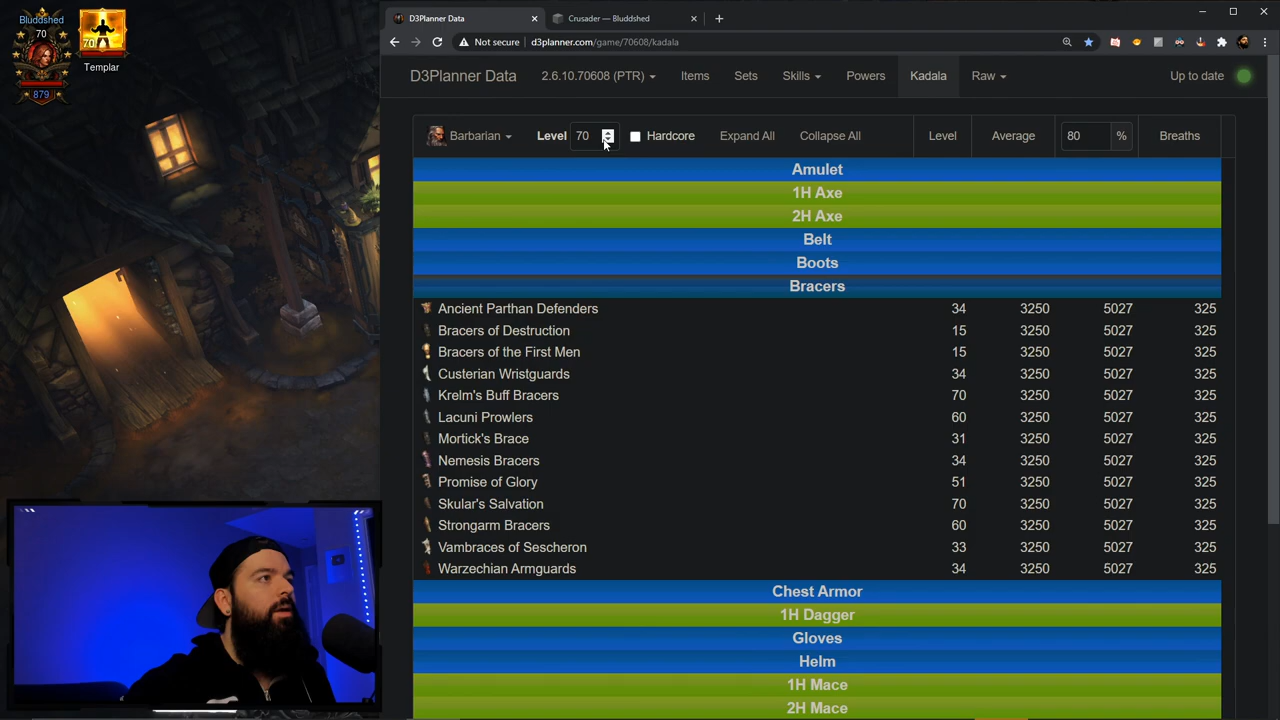 Bluddshed
70
70
Templar
879
D3Planner Data
Crusader — Bluddshed
Not secure
d3planner.com/game/70608/kadala
D3Planner Data
2.6.10.70608 (PTR)
Items
Sets
Skills
Powers
Kadala
Raw
Up to date
Barbarian
Level
70
Hardcore
Expand All
Collapse All
Level
Average
80
%
Breaths
Amulet
1H Axe
2H Axe
Belt
Boots
Bracers
Ancient Parthan Defenders 34 3250 5027 325
Bracers of Destruction 15 3250 5027 325
Bracers of the First Men 15 3250 5027 325
Custerian Wristguards 34 3250 5027 325
Krelm's Buff Bracers 70 3250 5027 325
Lacuni Prowlers 60 3250 5027 325
Mortick's Brace 31 3250 5027 325
Nemesis Bracers 34 3250 5027 325
Promise of Glory 51 3250 5027 325
Skular's Salvation 70 3250 5027 325
Strongarm Bracers 60 3250 5027 325
Vambraces of Sescheron 33 3250 5027 325
Warzechian Armguards 34 3250 5027 325
Chest Armor
1H Dagger
Gloves
Helm
1H Mace
2H Mace